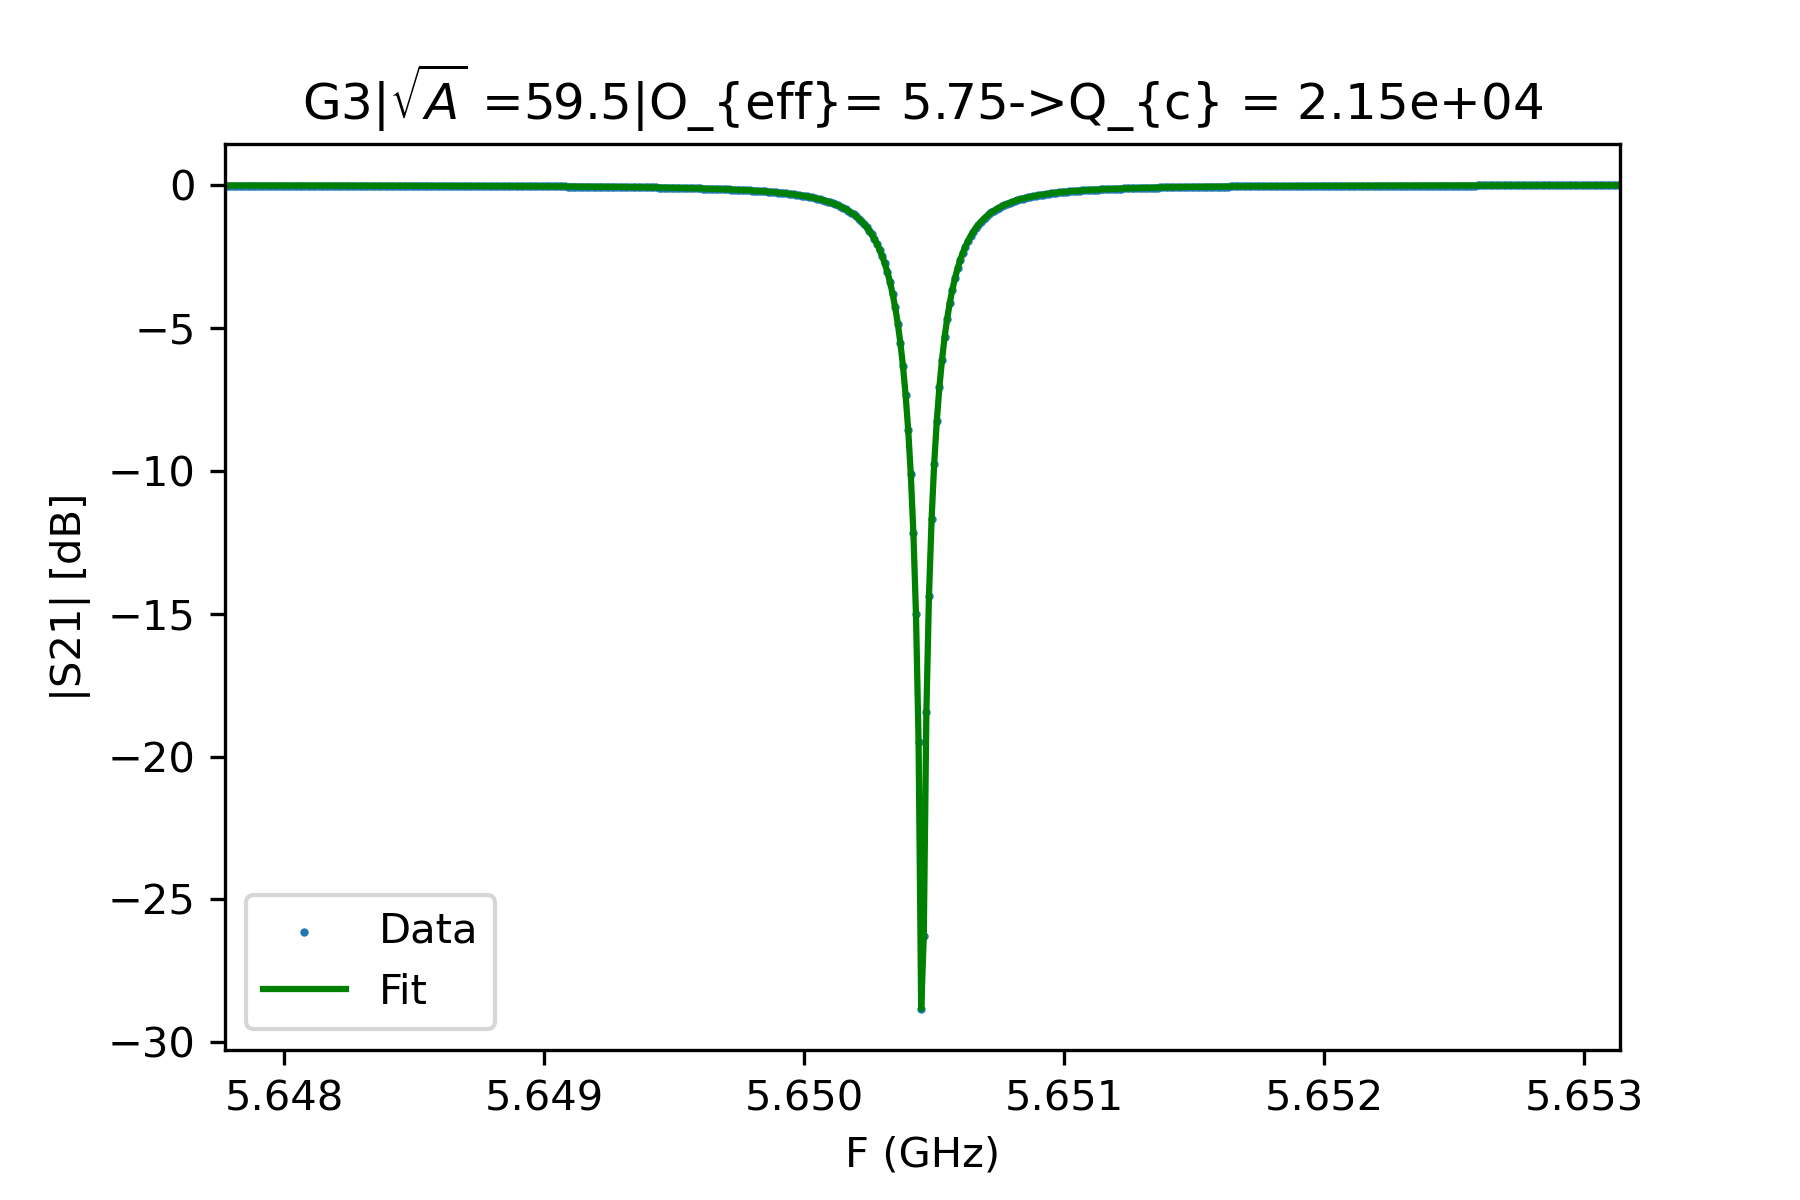 G3|√A =59.5|O_{eff}= 5.75->Q_{c} = 2.15e+04
|S21| [dB]
0
−5
−10
−15
−20
−25
−30
Data
Fit
5.648 5.649 5.650 5.651 5.652 5.653
F (GHz)